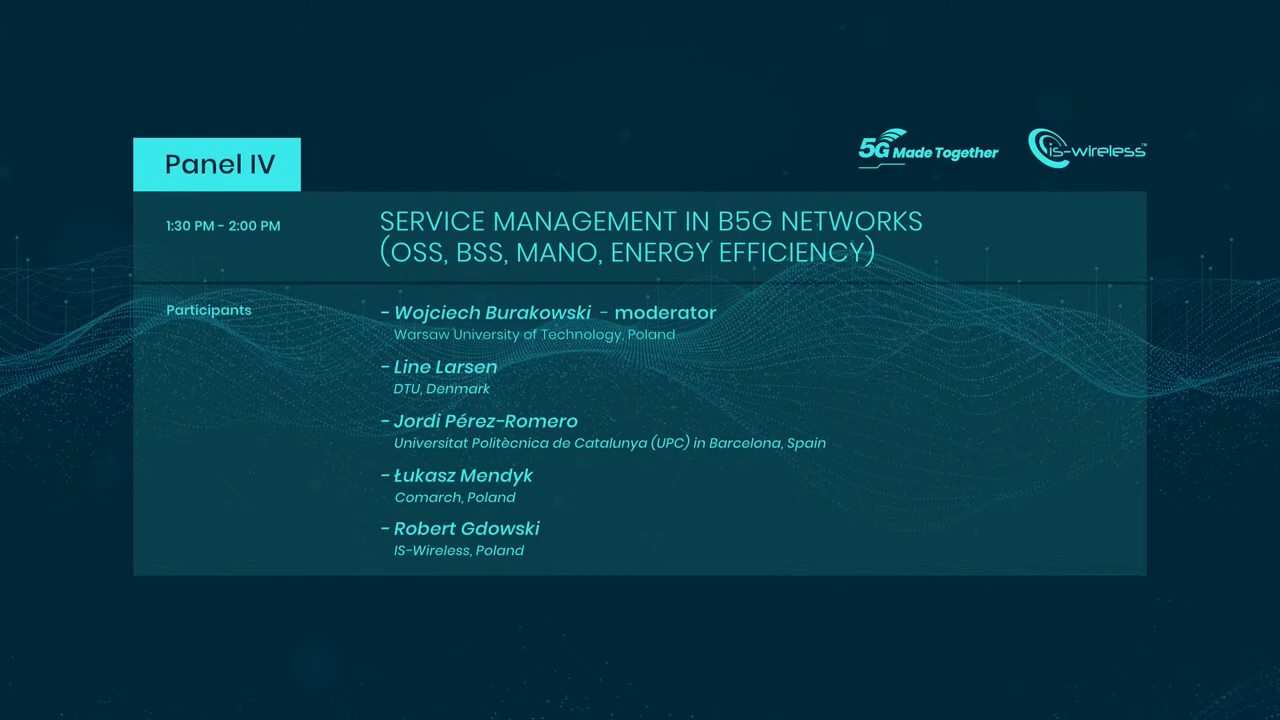 Panel IV
5G Made Together
is-wireless™
1:30 PM - 2:00 PM
SERVICE MANAGEMENT IN B5G NETWORKS
(OSS, BSS, MANO, ENERGY EFFICIENCY)
Participants
- Wojciech Burakowski - moderator
Warsaw University of Technology, Poland
- Line Larsen
DTU, Denmark
- Jordi Pérez-Romero
Universitat Politècnica de Catalunya (UPC) in Barcelona, Spain
- Łukasz Mendyk
Comarch, Poland
- Robert Gdowski
IS-Wireless, Poland